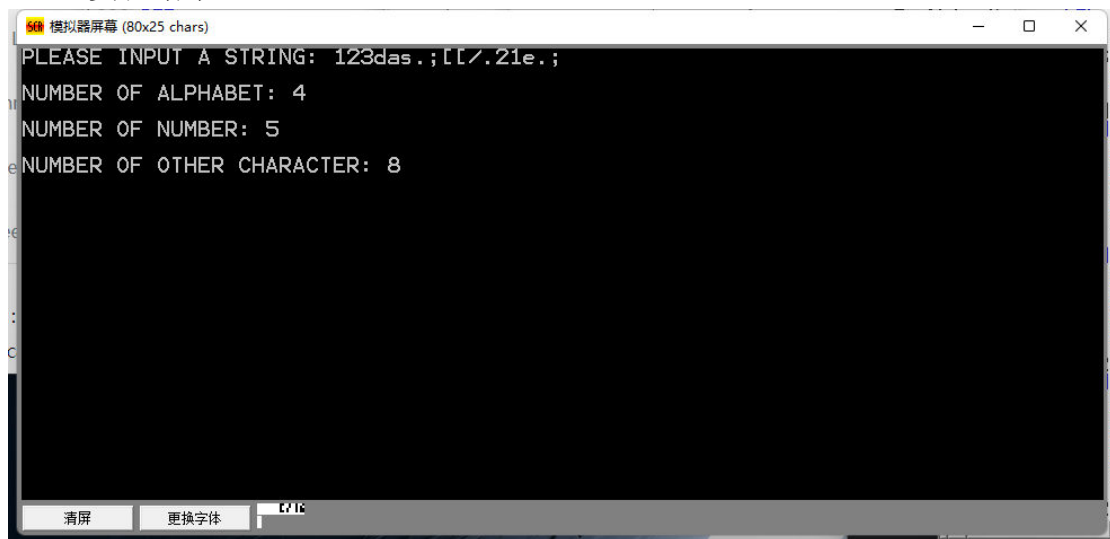 模拟器屏幕 (80x25 chars)
PLEASE INPUT A STRING: 123das.;[[/.21e.;
NUMBER OF ALPHABET: 4
NUMBER OF NUMBER: 5
NUMBER OF OTHER CHARACTER: 8
清屏 更换字体